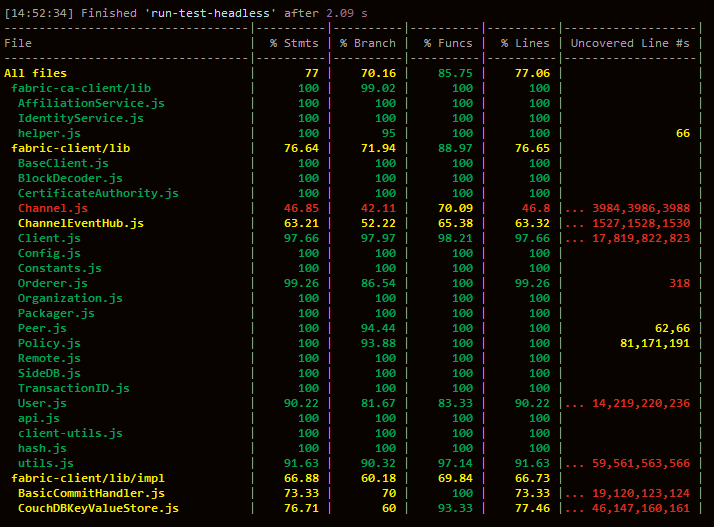 [14:52:34] Finished 'run-test-headless' after 2.09 s
-----------------------------------|----------|----------|----------|----------|-------------------|
File                               |  % Stmts | % Branch |  % Funcs |  % Lines | Uncovered Line #s |
-----------------------------------|----------|----------|----------|----------|-------------------|
All files                          |       77 |    70.16 |    85.75 |    77.06 |                   |
 fabric-ca-client/lib              |      100 |    99.02 |      100 |      100 |                   |
  AffiliationService.js            |      100 |      100 |      100 |      100 |                   |
  IdentityService.js               |      100 |      100 |      100 |      100 |                   |
  helper.js                        |      100 |       95 |      100 |      100 |                66 |
 fabric-client/lib                 |    76.64 |    71.94 |    88.97 |    76.65 |                   |
  BaseClient.js                    |      100 |      100 |      100 |      100 |                   |
  BlockDecoder.js                  |      100 |      100 |      100 |      100 |                   |
  CertificateAuthority.js          |      100 |      100 |      100 |      100 |                   |
  Channel.js                       |    46.85 |    42.11 |    70.09 |     46.8 |... 3984,3986,3988 |
  ChannelEventHub.js               |    63.21 |    52.22 |    65.38 |    63.32 |... 1527,1528,1530 |
  Client.js                        |    97.66 |    97.97 |    98.21 |    97.66 |... 17,819,822,823 |
  Config.js                        |      100 |      100 |      100 |      100 |                   |
  Constants.js                     |      100 |      100 |      100 |      100 |                   |
  Orderer.js                       |    99.26 |    86.54 |      100 |    99.26 |               318 |
  Organization.js                  |      100 |      100 |      100 |      100 |                   |
  Packager.js                      |      100 |      100 |      100 |      100 |                   |
  Peer.js                          |      100 |    94.44 |      100 |      100 |             62,66 |
  Policy.js                        |      100 |    93.88 |      100 |      100 |        81,171,191 |
  Remote.js                        |      100 |      100 |      100 |      100 |                   |
  SideDB.js                        |      100 |      100 |      100 |      100 |                   |
  TransactionID.js                 |      100 |      100 |      100 |      100 |                   |
  User.js                          |    90.22 |    81.67 |    83.33 |    90.22 |... 14,219,220,236 |
  api.js                           |      100 |      100 |      100 |      100 |                   |
  client-utils.js                  |      100 |      100 |      100 |      100 |                   |
  hash.js                          |      100 |      100 |      100 |      100 |                   |
  utils.js                         |    91.63 |    90.32 |    97.14 |    91.63 |... 59,561,563,566 |
 fabric-client/lib/impl            |    66.88 |    60.18 |    69.84 |    66.73 |                   |
  BasicCommitHandler.js            |    73.33 |       70 |      100 |    73.33 |... 19,120,123,124 |
  CouchDBKeyValueStore.js          |    76.71 |       60 |    93.33 |    77.46 |... 46,147,160,161 |